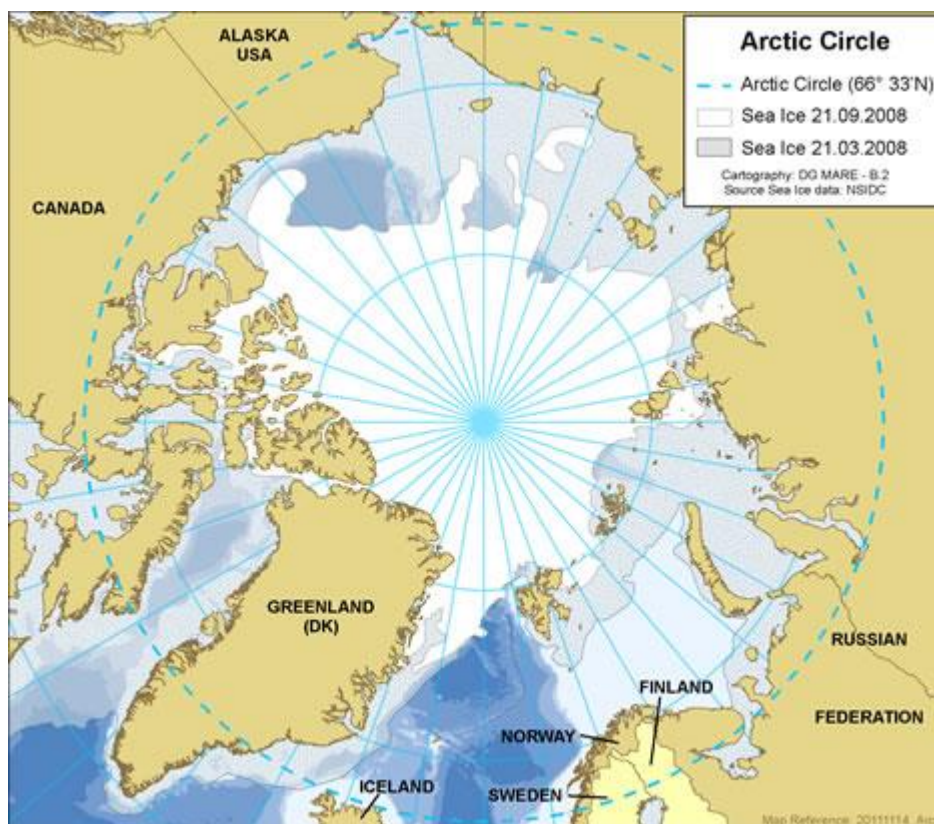 ALASKA
USA
Arctic Circle
Arctic Circle (66° 33'N)
Sea Ice 21.09.2008
Sea Ice 21.03.2008
Cartography: DG MARE - B.2
Source Sea Ice data: NSIDC
CANADA
GREENLAND
(DK)
RUSSIAN
FEDERATION
FINLAND
NORWAY
ICELAND
SWEDEN
Map Reference: 20111114_Arc